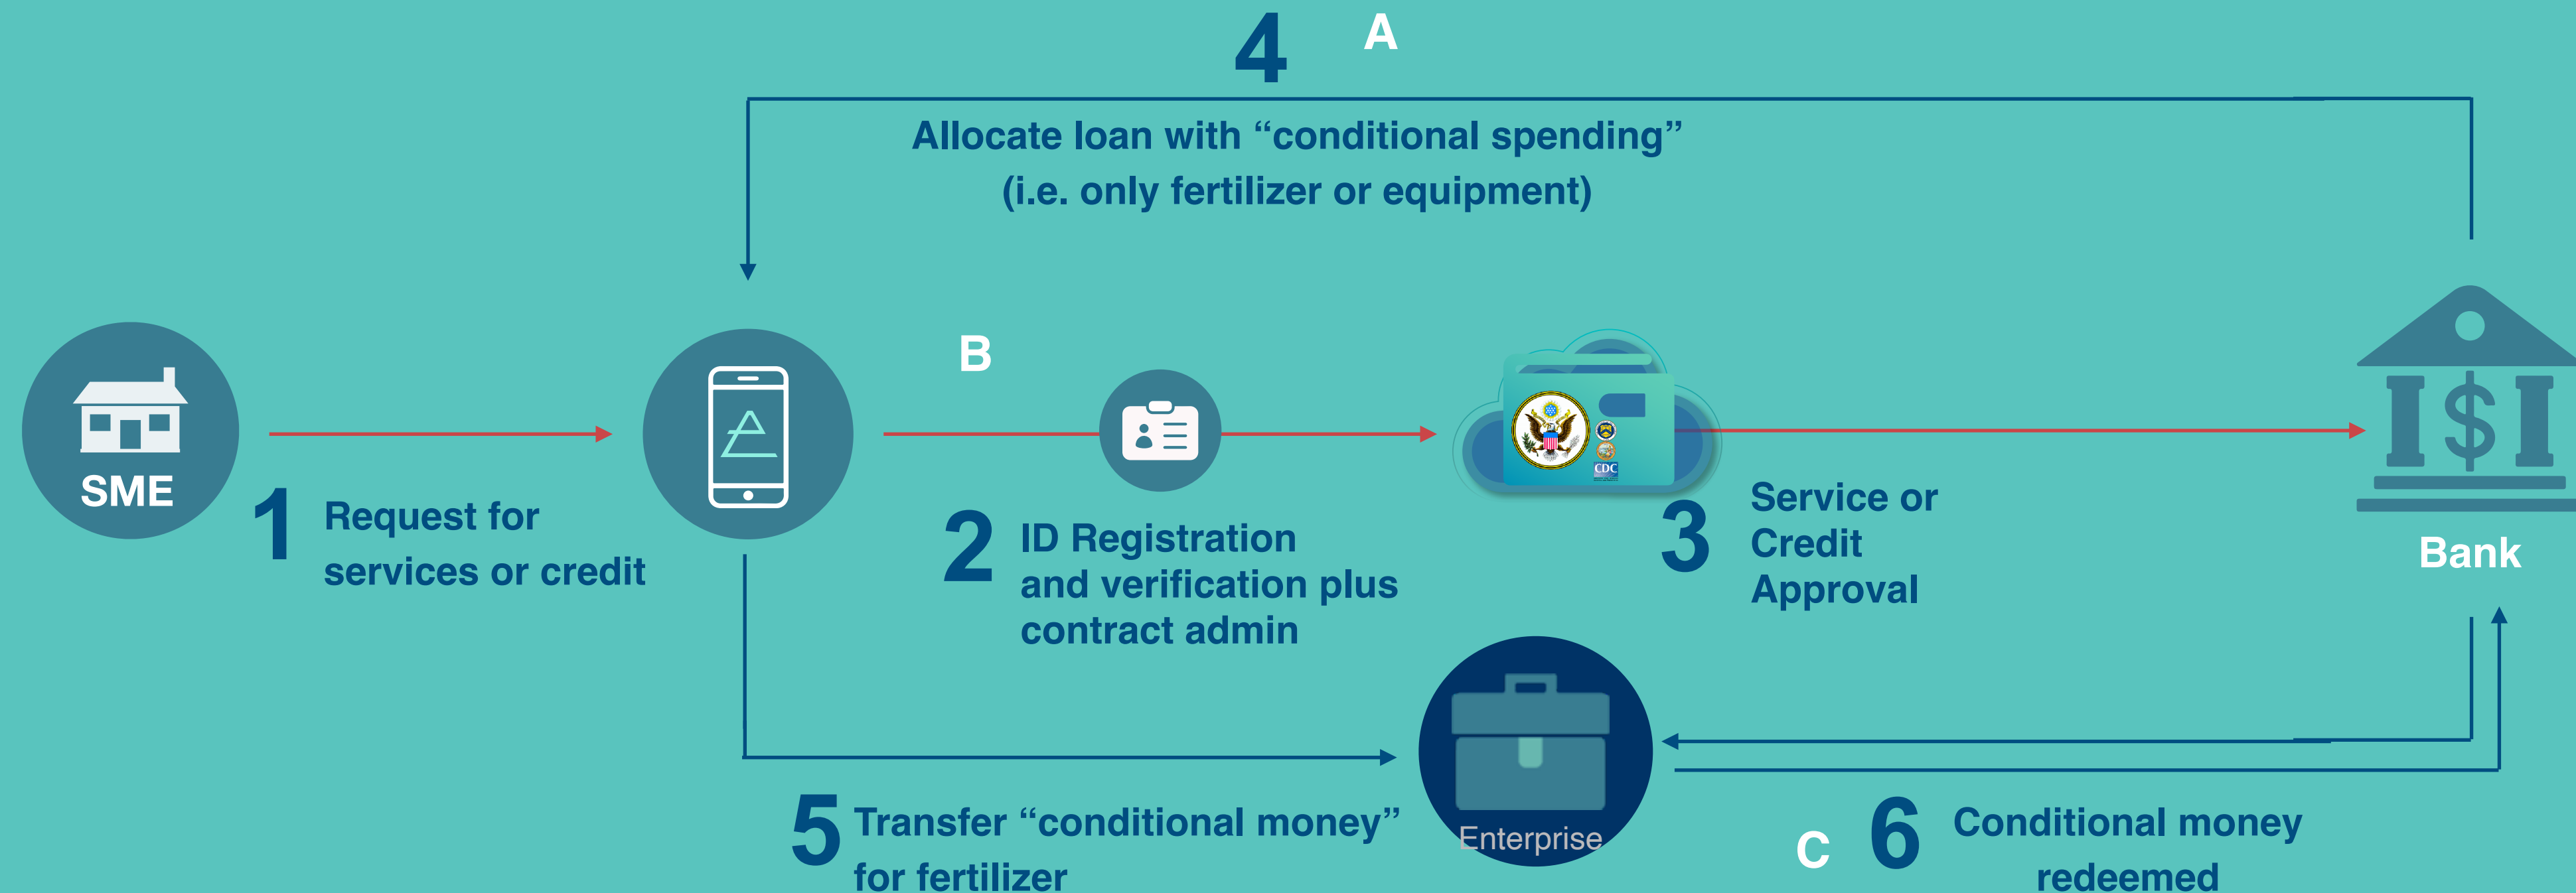 4
A
Allocate loan with “conditional spending”
(i.e. only fertilizer or equipment)
B
SME
1
Request for
services or credit
2
ID Registration
and verification plus
contract admin
CDC
3
Service or
Credit
Approval
Bank
5
Transfer “conditional money”
for fertilizer
Enterprise
C
6
Conditional money
redeemed